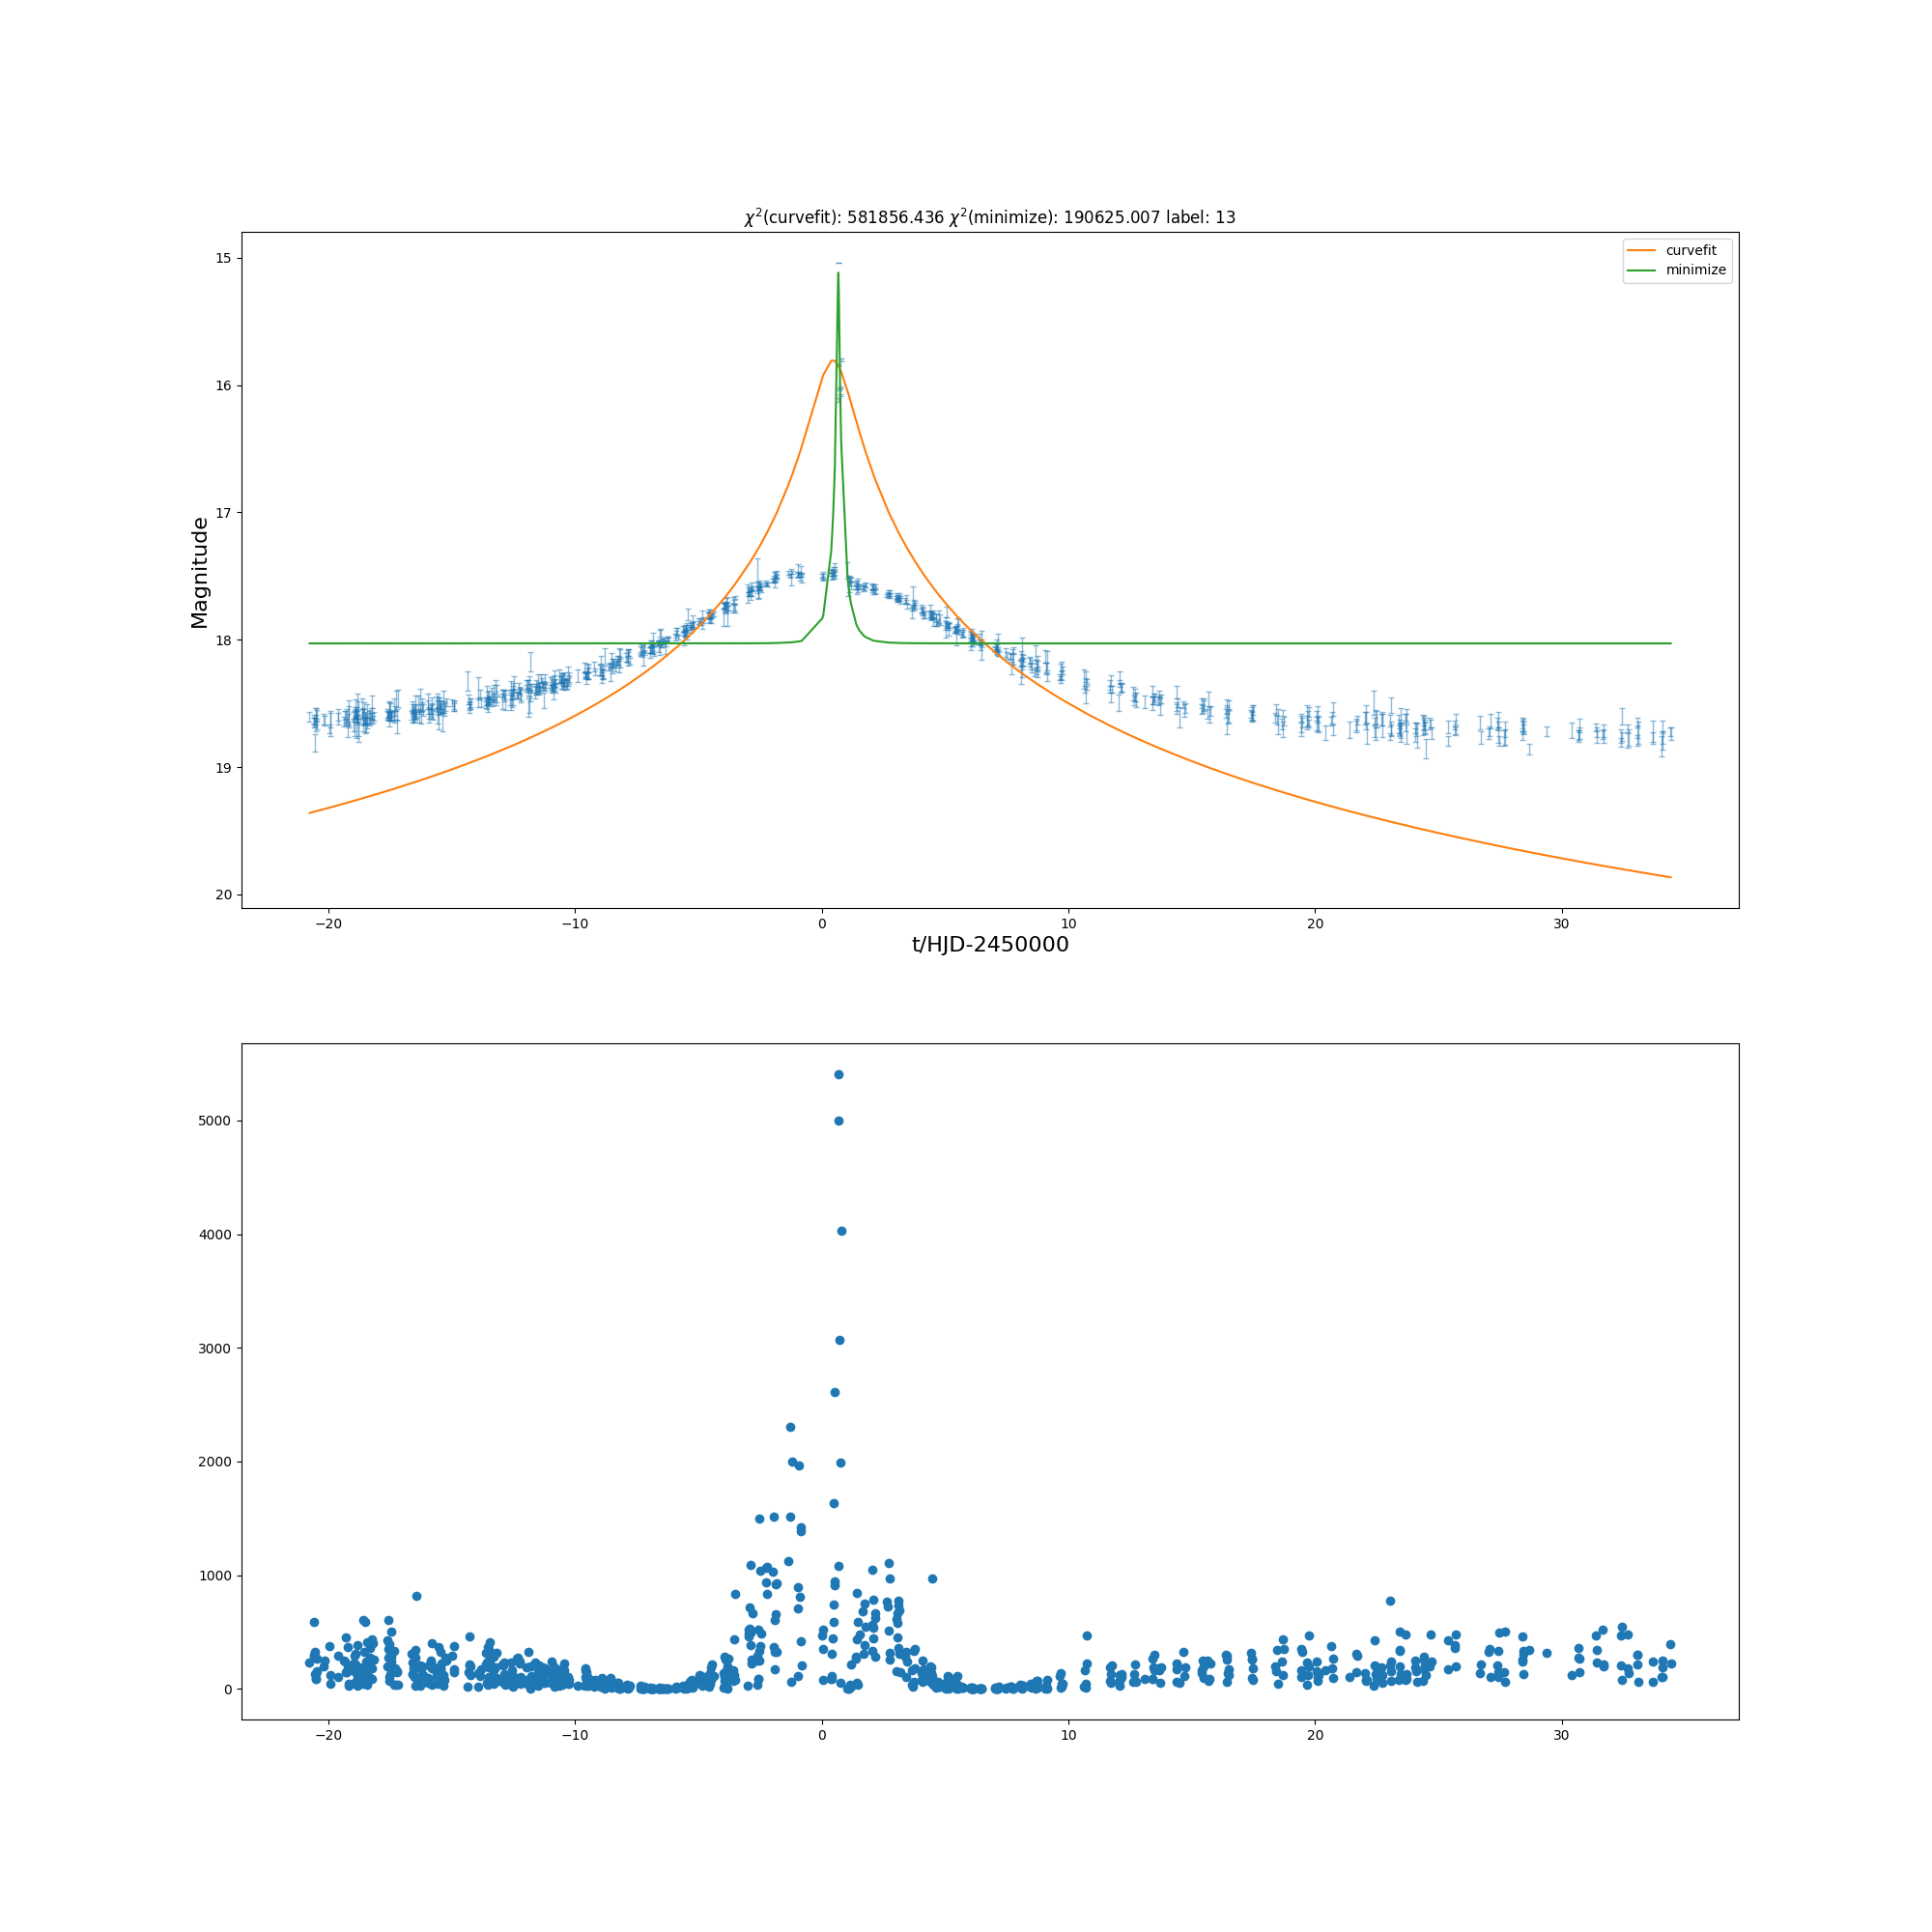 χ²(curvefit): 581856.436 χ²(minimize): 190625.007 label: 13
curvefit
minimize
Magnitude
15
16
17
18
19
20
−20 −10 0 10 20 30
t/HJD-2450000
5000
4000
3000
2000
1000
0
−20 −10 0 10 20 30